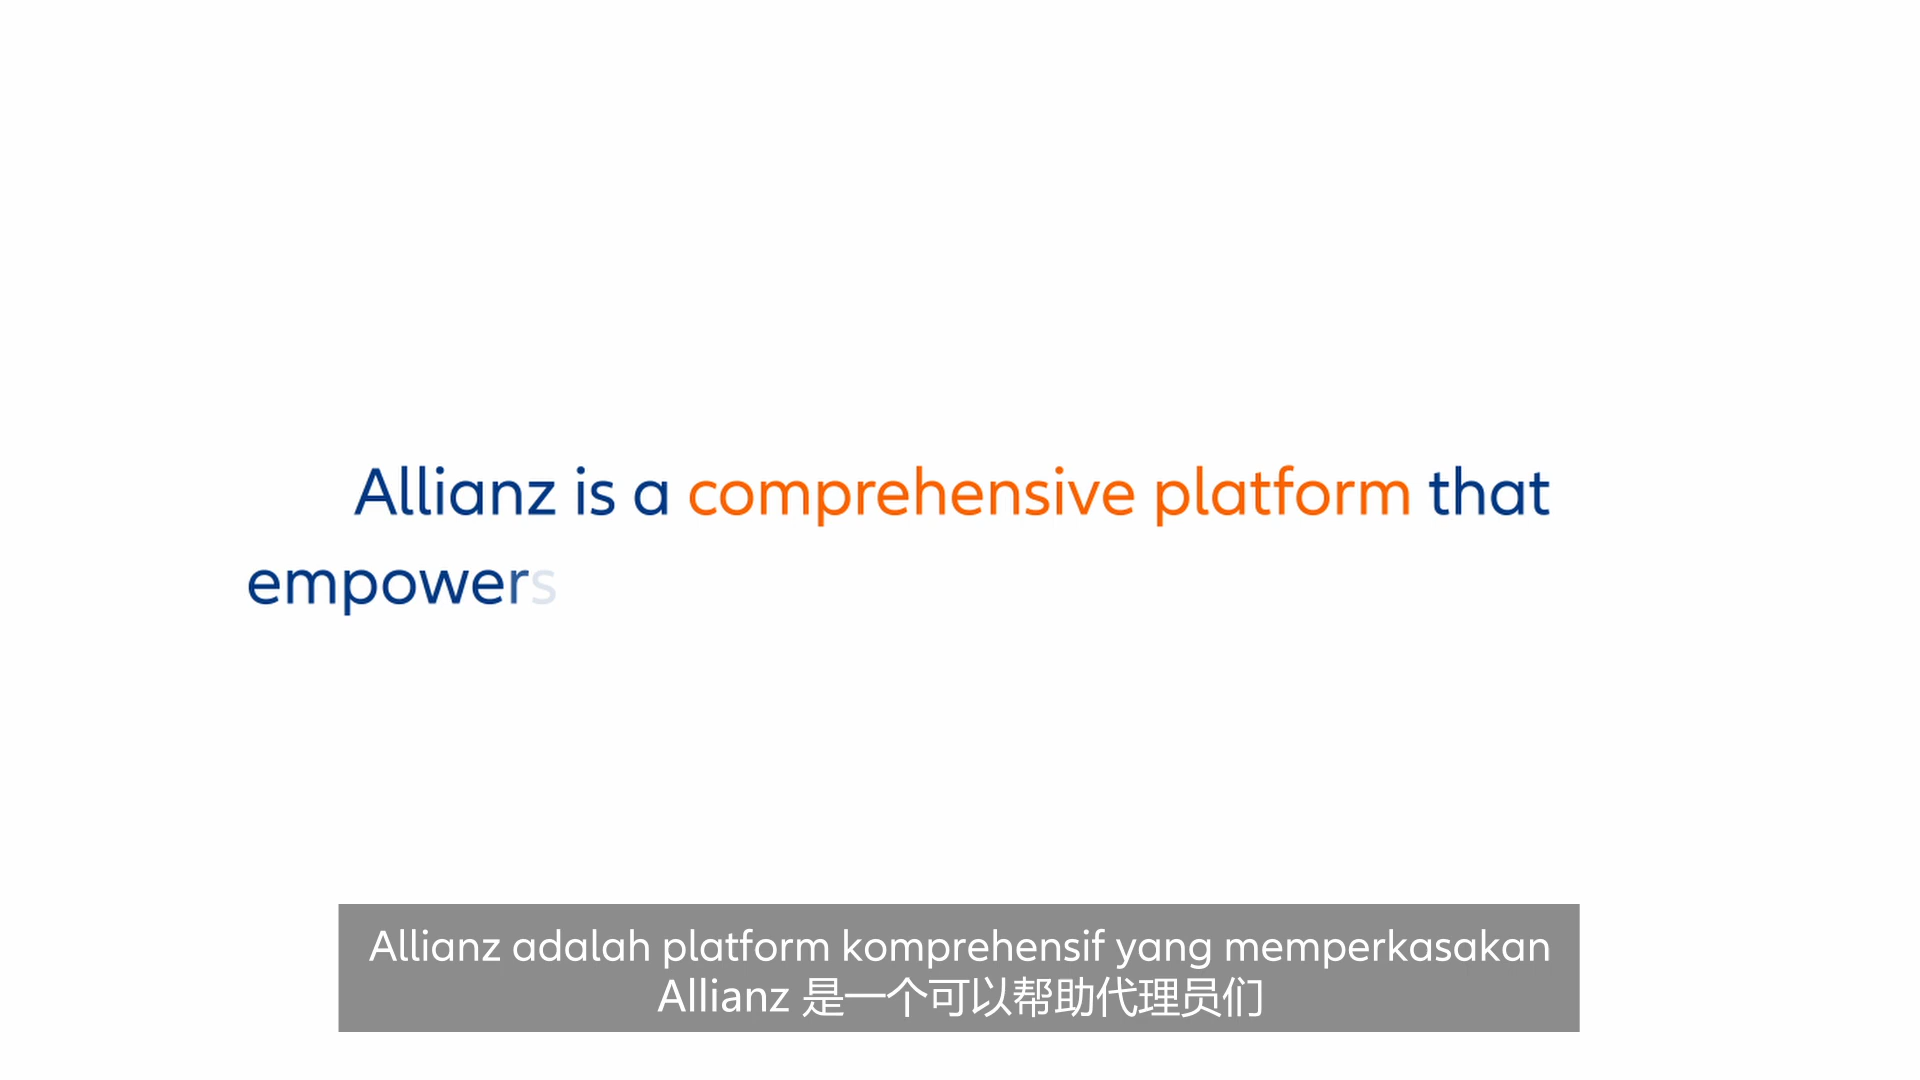 Allianz is a comprehensive platform that
empowers
Allianz adalah platform komprehensif yang memperkasakan
Allianz 是一个可以帮助代理员们